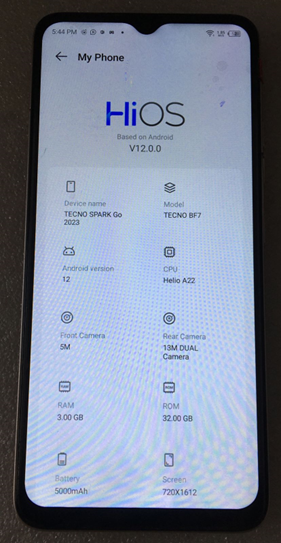 5:44 PM
My Phone
HiOS
Based on Android
V12.0.0
Device name
TECNO SPARK Go
2023
Model
TECNO BF7
Android version
12
CPU
Helio A22
Front Camera
5M
Rear Camera
13M DUAL
Camera
RAM
3.00 GB
ROM
32.00 GB
Battery
5000mAh
Screen
720X1612